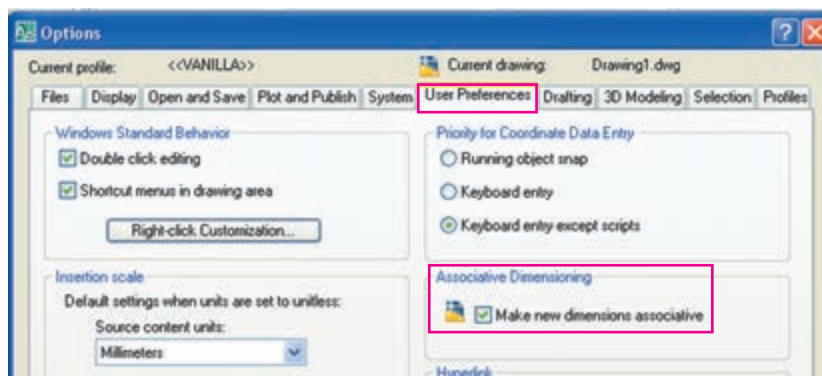 Options
Current profile: <<VANILLA>> Current drawing: Drawing1.dwg
Files Display Open and Save Plot and Publish System User Preferences Drafting 3D Modeling Selection Profiles
Windows Standard Behavior
Double click editing
Shortcut menus in drawing area
Right-click Customization...
Insertion scale
Default settings when units are set to unitless:
Source content units:
Millimeters
Priority for Coordinate Data Entry
Running object snap
Keyboard entry
Keyboard entry except scripts
Associative Dimensioning
Make new dimensions associative
Hyperlink